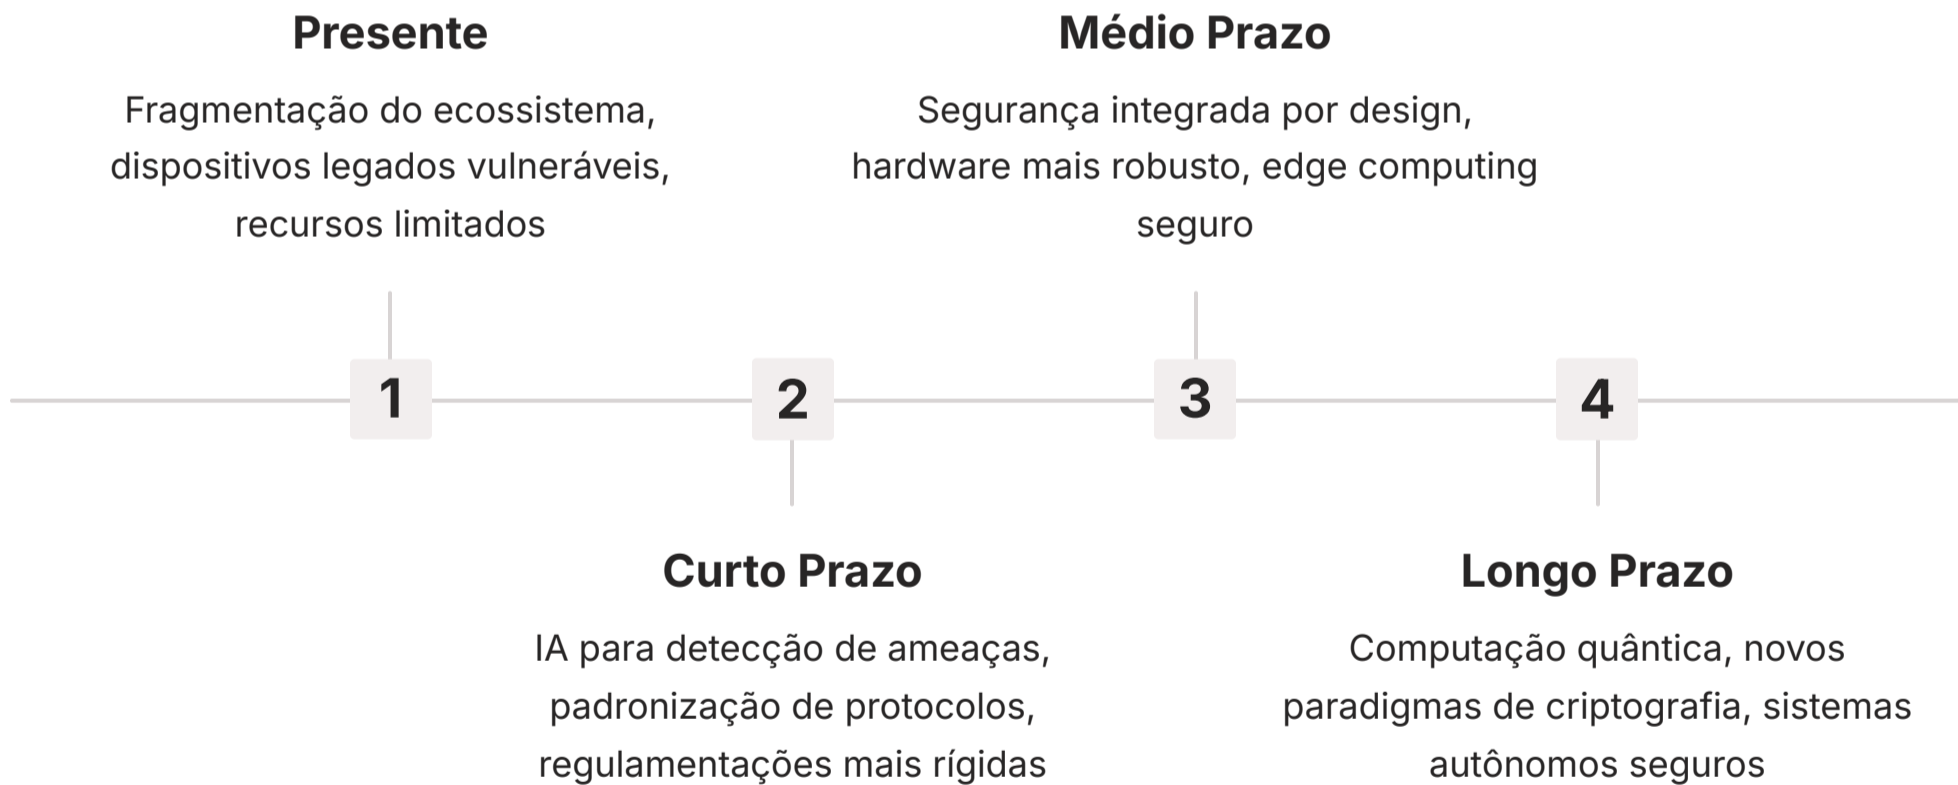 Presente
Fragmentação do ecossistema,
dispositivos legados vulneráveis,
recursos limitados
Médio Prazo
Segurança integrada por design,
hardware mais robusto, edge computing
seguro
1
2
3
4
Curto Prazo
IA para detecção de ameaças,
padronização de protocolos,
regulamentações mais rígidas
Longo Prazo
Computação quântica, novos
paradigmas de criptografia, sistemas
autônomos seguros